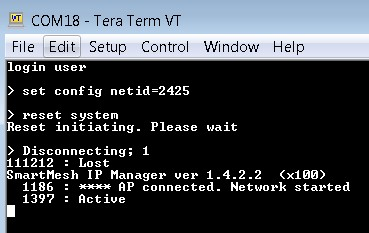 VT COM18 - Tera Term VT
File Edit Setup Control Window Help
login user
> set config netid=2425
> reset system
Reset initiating. Please wait
> Disconnecting; 1
111212 : Lost
SmartMesh IP Manager ver 1.4.2.2 (x100)
1186 : **** AP connected. Network started
1397 : Active